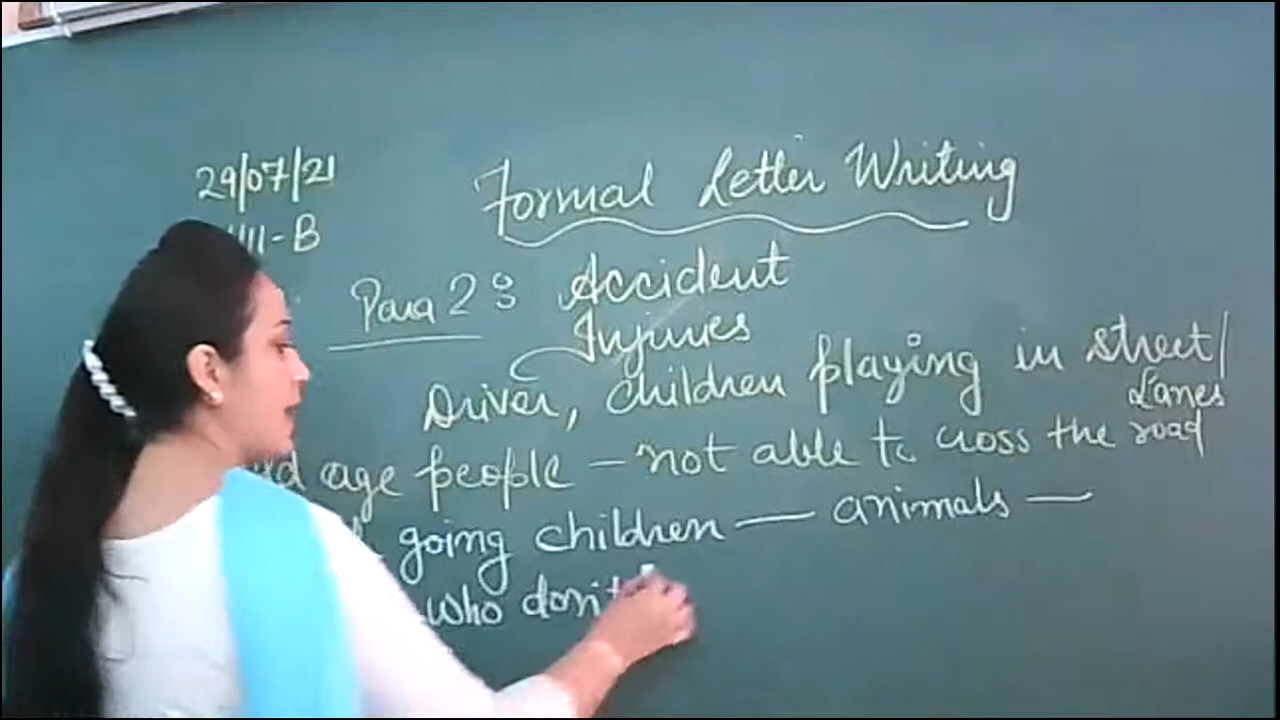 29/07/21
Formal Letter Writing
III-B
Para 2: Accident
Injuries
Driver, children playing in street/
Lanes
age people – not able to cross the road
going children — animals —
who don't